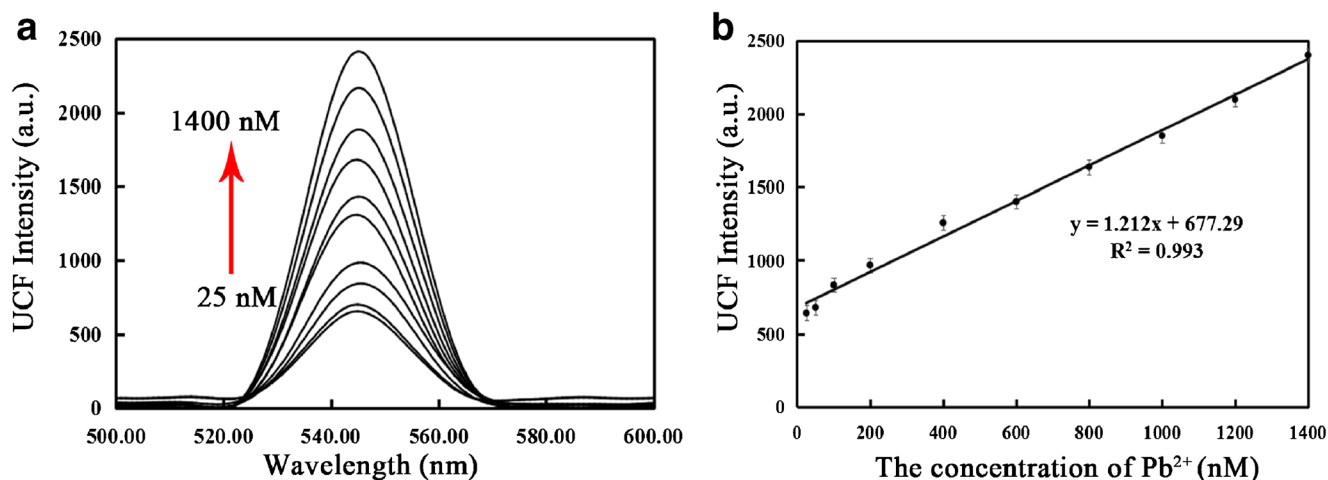 a
2500
2000
1500
1000
500
0
UCF Intensity (a.u.)
1400 nM
25 nM
500.00 520.00 540.00 560.00 580.00 600.00
Wavelength (nm)
b
2500
2000
1500
1000
500
0
UCF Intensity (a.u.)
y = 1.212x + 677.29
R² = 0.993
0 200 400 600 800 1000 1200 1400
The concentration of Pb²⁺ (nM)